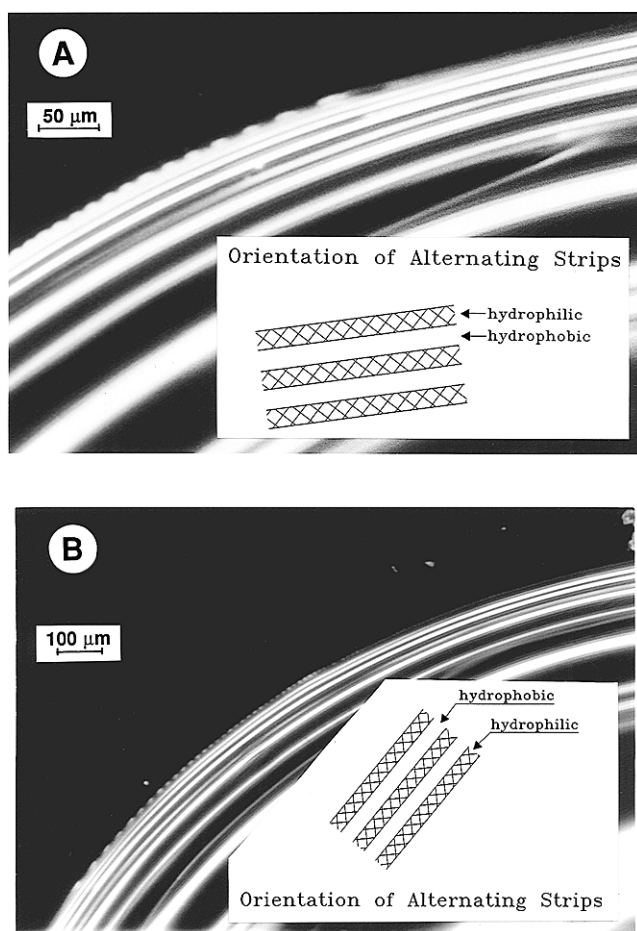 A
50 μm
Orientation of Alternating Strips
hydrophilic
hydrophobic
B
100 μm
hydrophobic
hydrophilic
Orientation of Alternating Strips